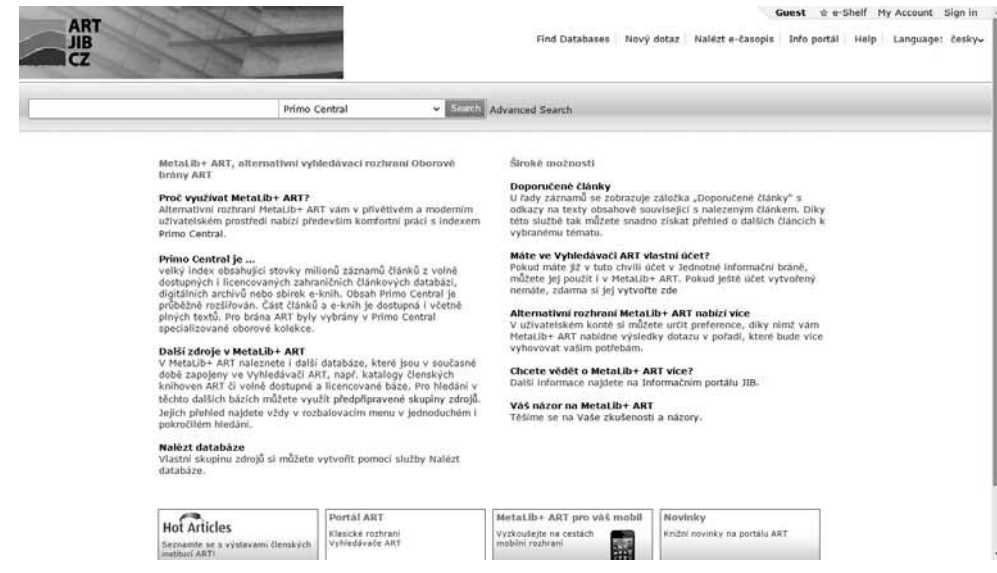 ART
JIB
CZ
Guest ☆ e-Shelf My Account Sign in
Find Databases Nový dotaz Nalézt e-časopis Info portál Help Language: česky
Primo Central Search Advanced Search
MetaLib+ ART, alternativní vyhledávací rozhraní Oborové
brány ART
Proč využívat MetaLib+ ART?
Alternativní rozhraní MetaLib+ ART vám v přívětivém a moderním
uživatelském prostředí nabízí především komfortní práci s indexem
Primo Central.
Primo Central je ...
velký index obsahující stovky milionů záznamů článků z volně
dostupných i licencovaných zahraničních článkových databází,
digitálních archivů nebo sbírek e-knih. Obsah Primo Central je
průběžně rozšiřován. Část článků a e-knih je dostupná i včetně
plných textů. Pro brána ART byly vybrány v Primo Central
specializované oborové kolekce.
Další zdroje v MetaLib+ ART
V MetaLib+ ART naleznete i další databáze, které jsou v současné
době zapojeny ve Vyhledávači ART, např. katalogy členských
knihoven ART či volně dostupné a licencované báze. Pro hledání v
těchto dalších bázích můžete využít předpřipravené skupiny zdrojů.
Jejich přehled najdete vždy v rozbalovacím menu v jednoduchém i
pokročilém hledání.
Nalézt databáze
Vlastní skupinu zdrojů si můžete vytvořit pomocí služby Nalézt
databáze.
Široké možnosti
Doporučené články
U řady záznamů se zobrazuje záložka „Doporučené články" s
odkazy na texty obsahově související s nalezeným článkem. Díky
této službě tak můžete snadno získat přehled o dalších článcích k
vybranému tématu.
Máte ve Vyhledávači ART vlastní účet?
Pokud máte již v tuto chvíli účet v Jednotné informační bráně,
můžete jej použít i v MetaLib+ ART. Pokud ještě účet vytvořený
nemáte, zdarma si jej vytvořte zde
Alternativní rozhraní MetaLib+ ART nabízí více
V uživatelském kontě si můžete určit preference, díky nimž vám
MetaLib+ ART nabídne výsledky dotazu v pořadí, které bude více
vyhovovat vašim potřebám.
Chcete vědět o MetaLib+ ART více?
Další informace najdete na Informačním portálu JIB.
Váš názor na MetaLib+ ART
Těšíme se na Vaše zkušenosti a názory.
Hot Articles
Seznamte se s výstavami členských
institucí ART!
Portál ART
Klasické rozhraní
Vyhledávače ART
MetaLib+ ART pro váš mobil
Vyzkoušejte na cestách
mobilní rozhraní
Novinky
Knižní novinky na portálu ART